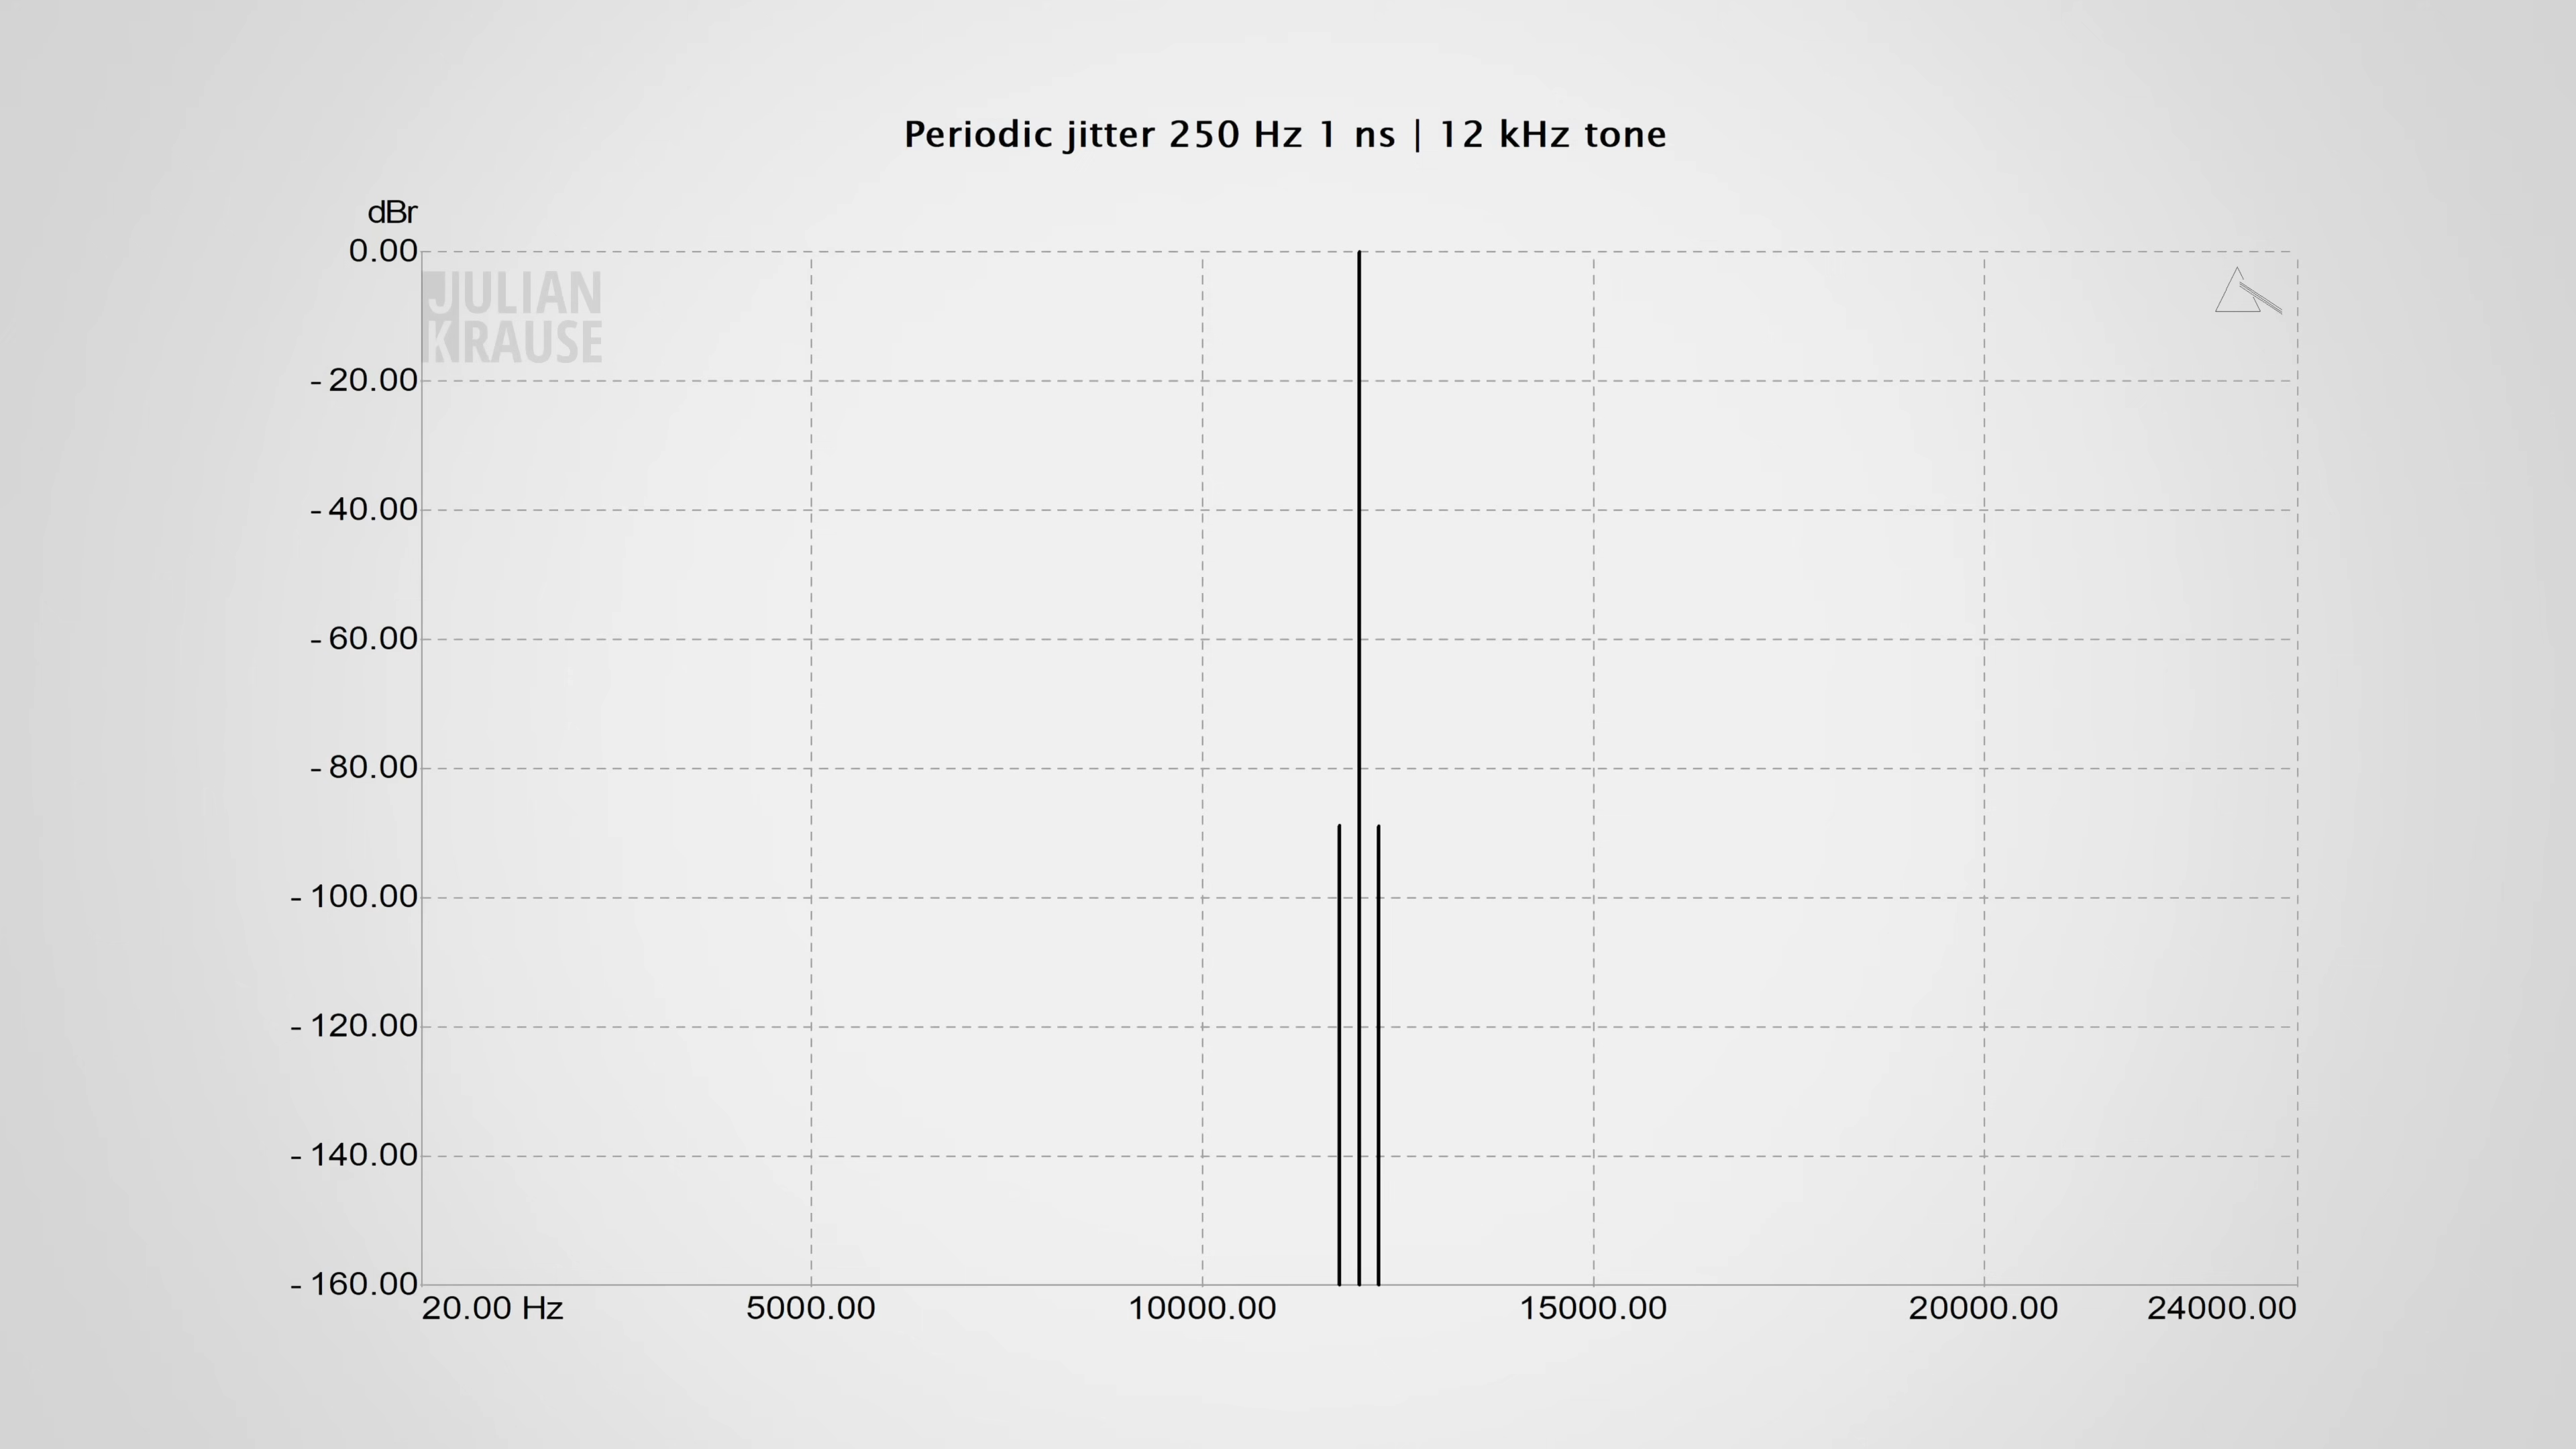 Periodic jitter 250 Hz 1 ns | 12 kHz tone
dBr
0.00
JULIAN
KRAUSE
- 20.00
- 40.00
- 60.00
- 80.00
- 100.00
- 120.00
- 140.00
- 160.00
20.00 Hz 5000.00 10000.00 15000.00 20000.00 24000.00